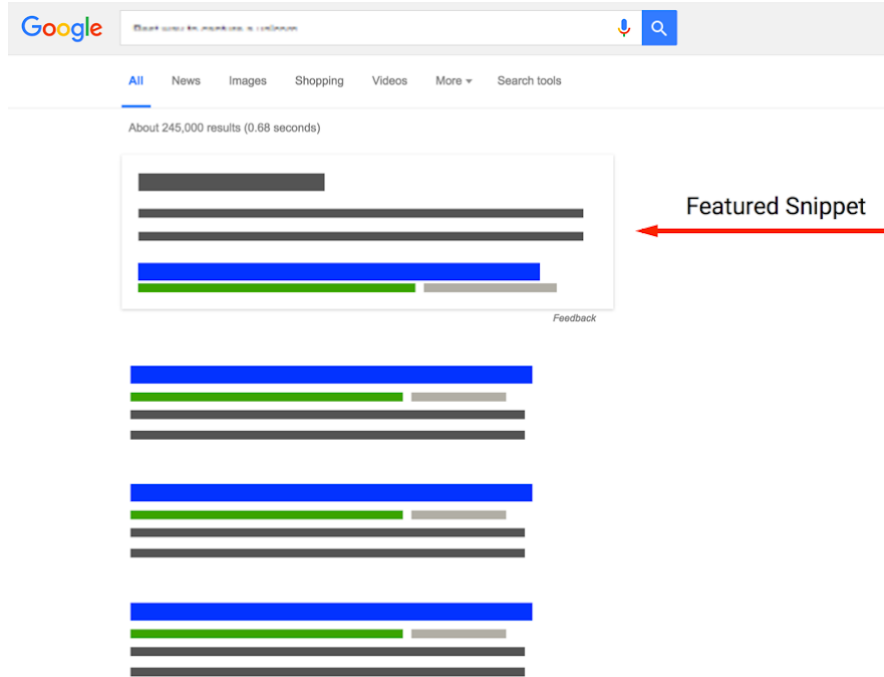 Google
All News Images Shopping Videos More Search tools
About 245,000 results (0.68 seconds)
Featured Snippet
Feedback